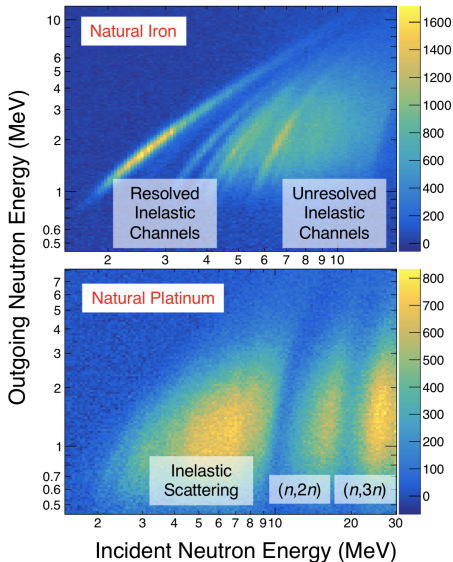 Outgoing Neutron Energy (MeV)
Natural Iron
10
6
5
4
3
2
1
0.6
0.5
Resolved
Inelastic
Channels
Unresolved
Inelastic
Channels
2 3 4 5 6 7 8 10
1600
1400
1200
1000
800
600
400
200
0
Natural Platinum
7
5
4
3
2
1
0.7
0.6
0.5
Inelastic
Scattering
(n,2n)
(n,3n)
2 3 4 5 6 7 8 9 10 20 30
800
700
600
500
400
300
200
100
0
Incident Neutron Energy (MeV)